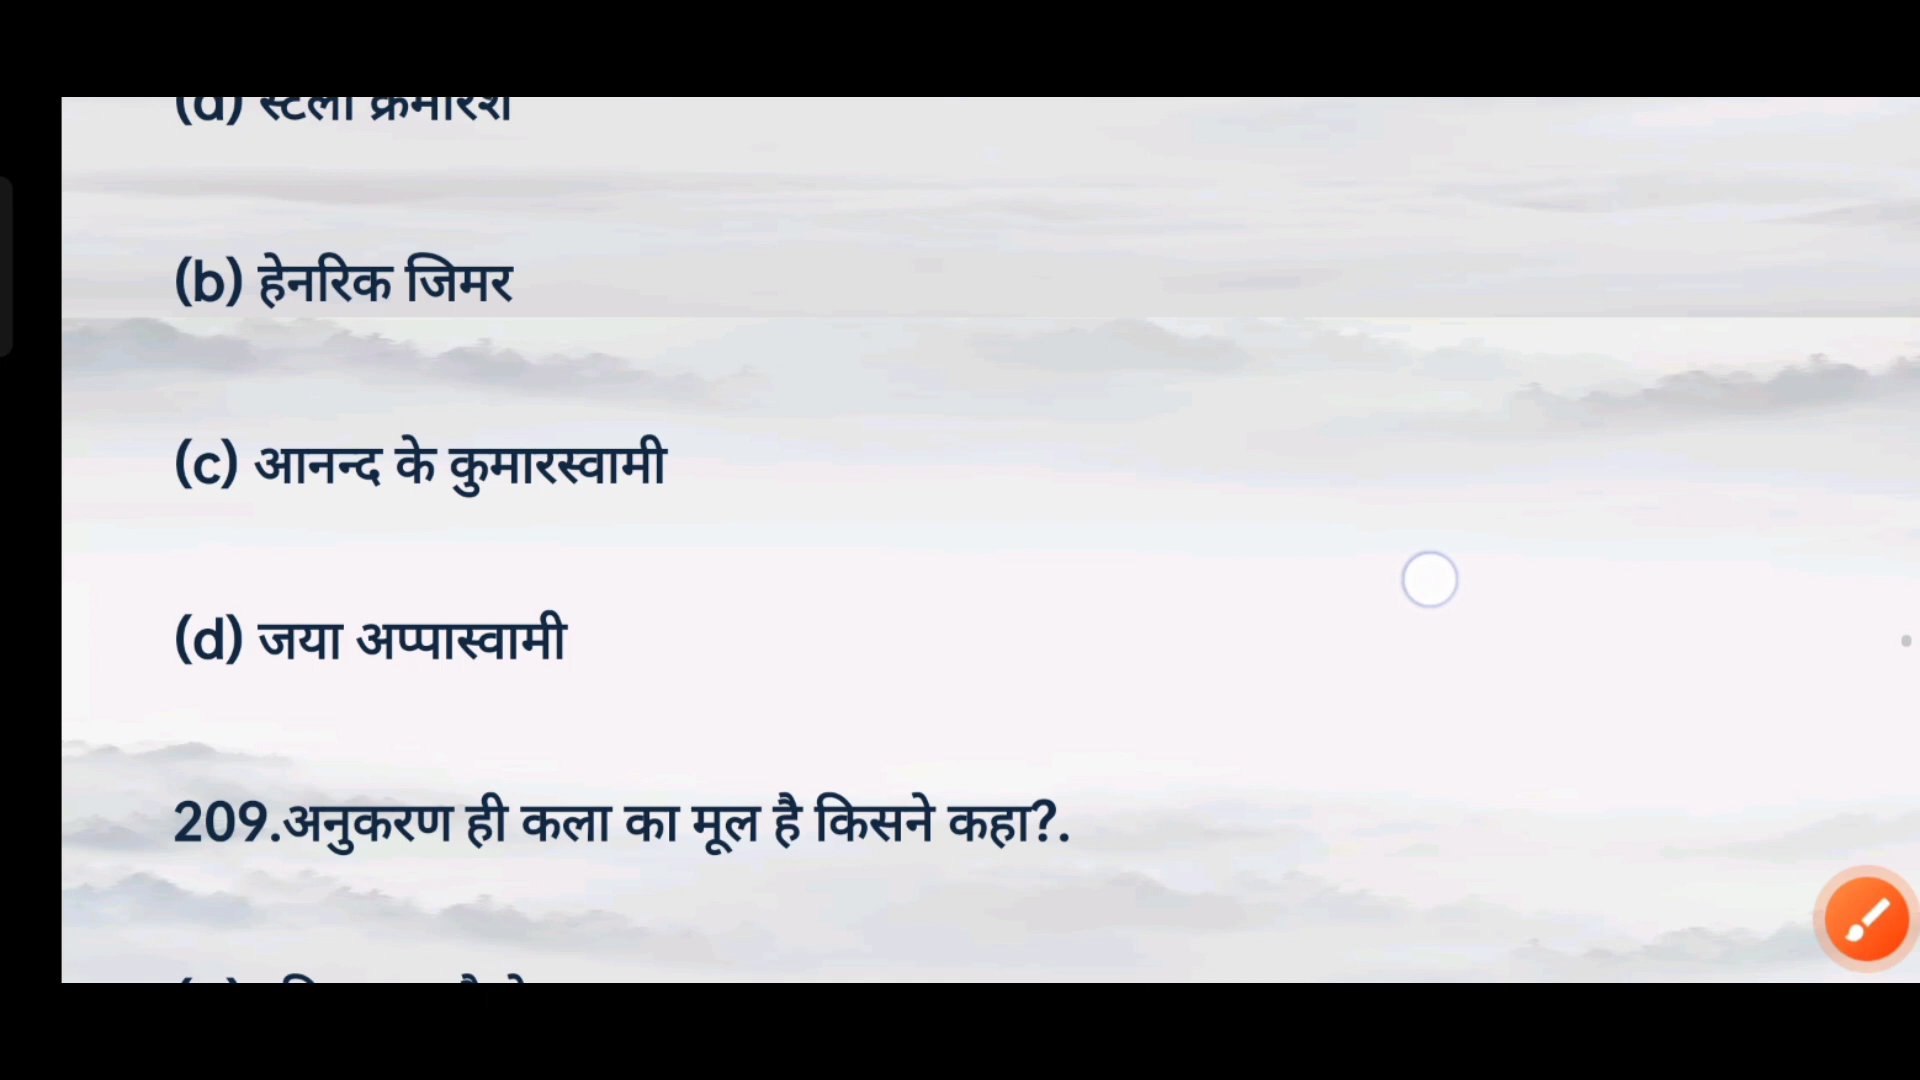 (b) हेनरिक जिमर
(c) आनन्द के कुमारस्वामी
(d) जया अप्पास्वामी
209.अनुकरण ही कला का मूल है किसने कहा?.